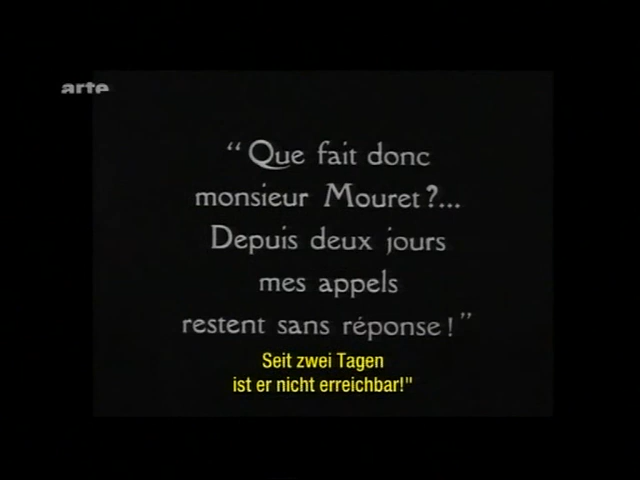 arte
“Que fait donc
monsieur Mouret?...
Depuis deux jours
mes appels
restent sans réponse!”
Seit zwei Tagen
ist er nicht erreichbar!"